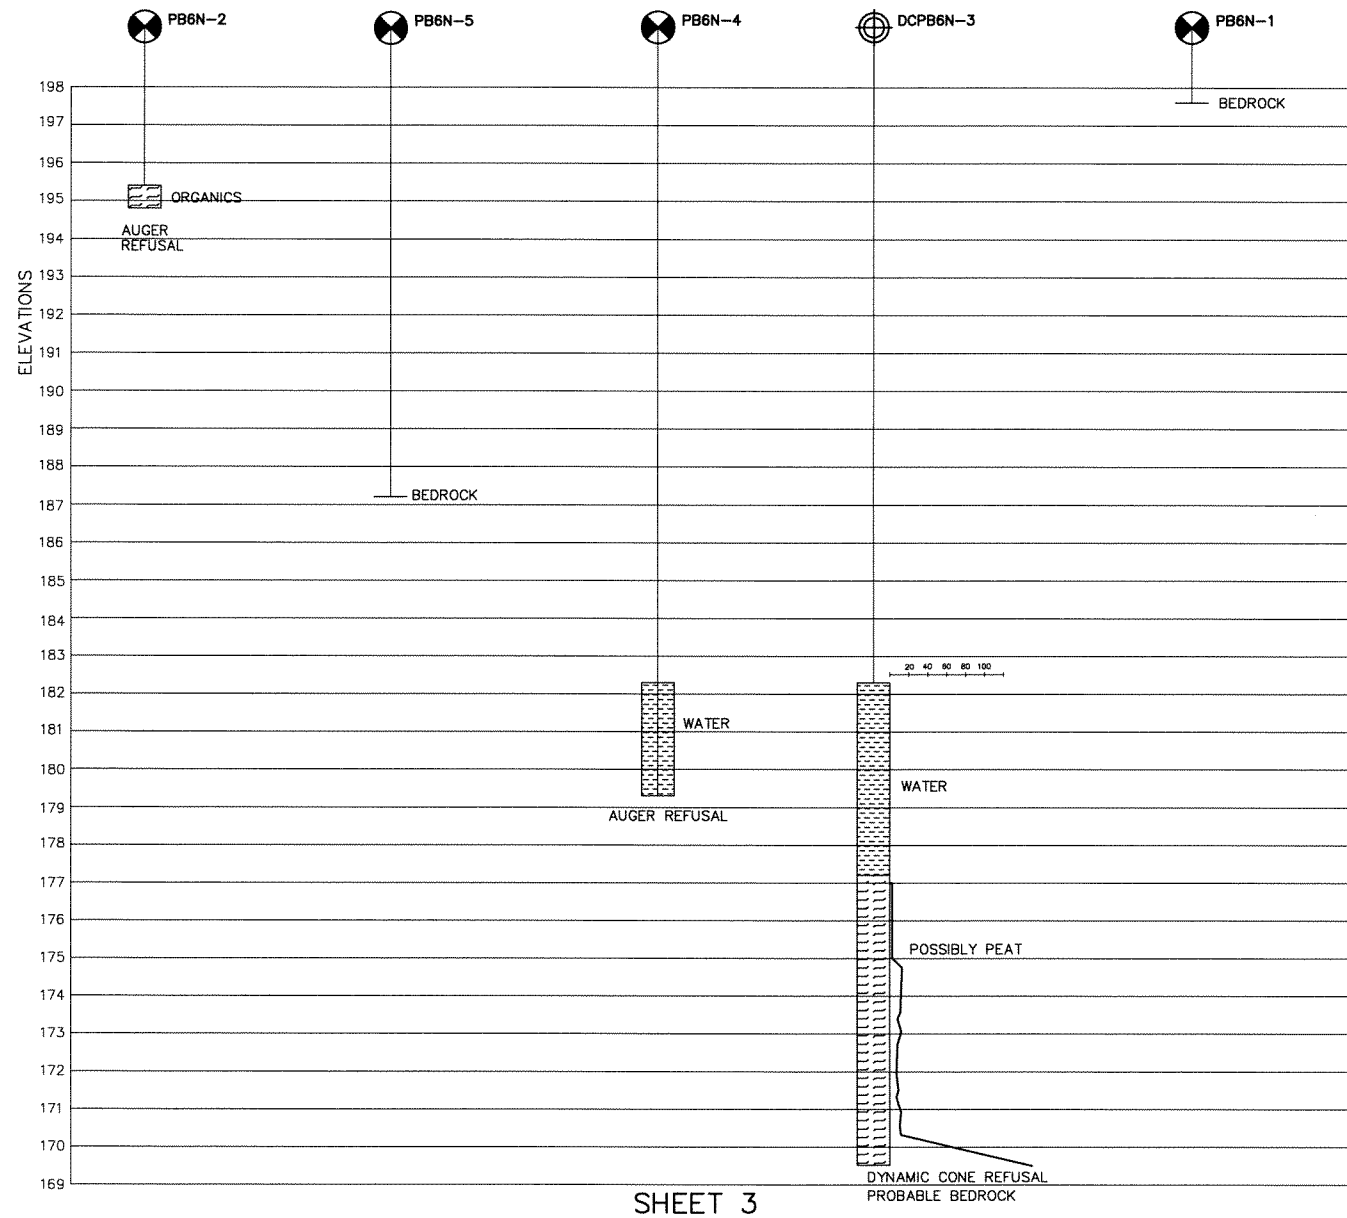 PB6N-2
PB6N-5
PB6N-4
DCPB6N-3
PB6N-1
198
BEDROCK
197
196
195
ORGANICS
AUGER
REFUSAL
194
ELEVATIONS
193
192
191
190
189
188
BEDROCK
187
186
185
184
183
20 40 60 80 100
182
WATER
181
180
WATER
179
AUGER REFUSAL
178
177
176
POSSIBLY PEAT
175
174
173
172
171
170
169
DYNAMIC CONE REFUSAL
PROBABLE BEDROCK
SHEET 3